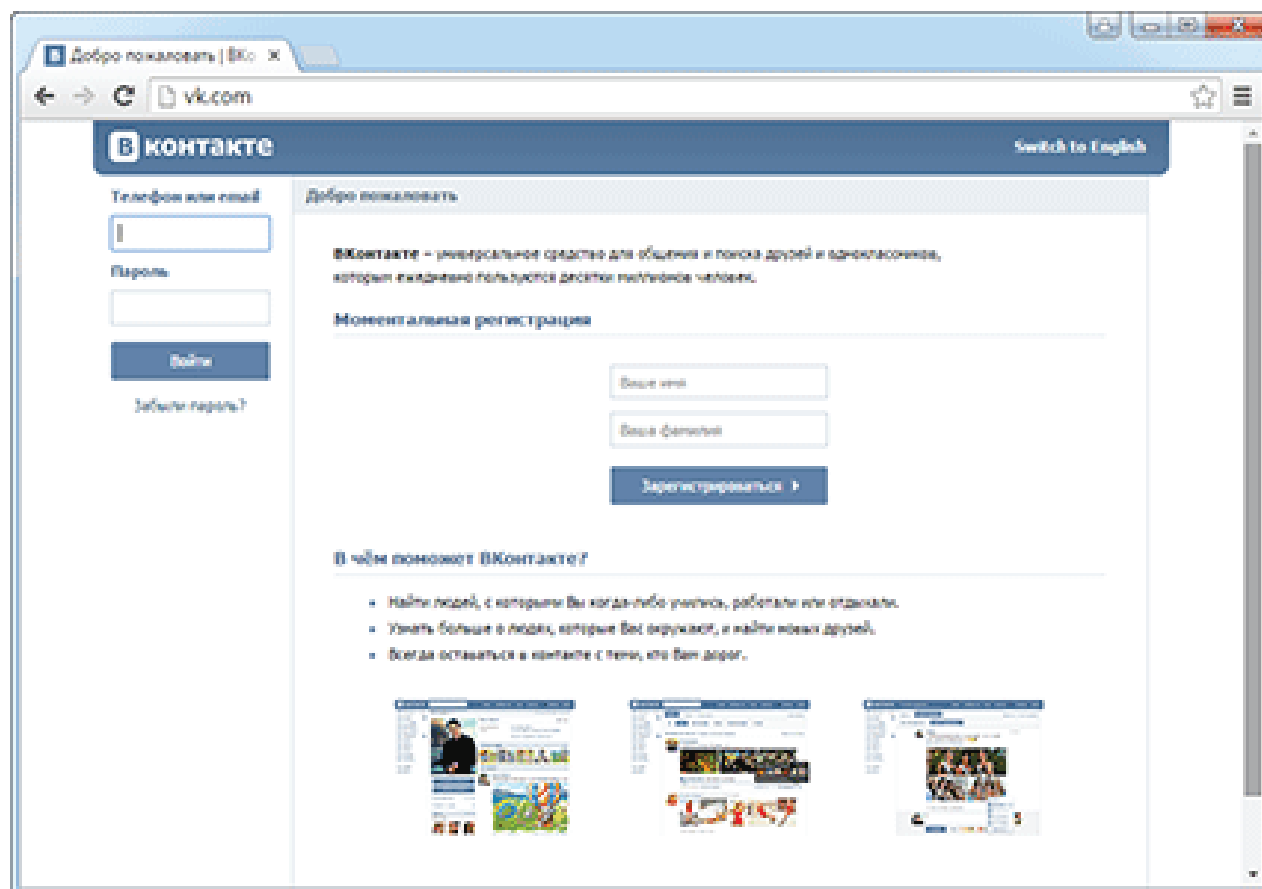 Добро пожаловать | ВКо
vk.com
В контакте
Switch to English
Телефон или email
Пароль
Войти
Забыли пароль?
Добро пожаловать
ВКонтакте – универсальное средство для общения и поиска друзей и одноклассников,
которым ежедневно пользуются десятки миллионов человек.
Моментальная регистрация
Ваше имя
Ваша фамилия
Зарегистрироваться
В чём поможет ВКонтакте?
Найти людей, с которыми Вы когда-либо учились, работали или отдыхали.
Узнать больше о людях, которые Вас окружают, и найти новых друзей.
Всегда оставаться в контакте с теми, кто Вам дорог.